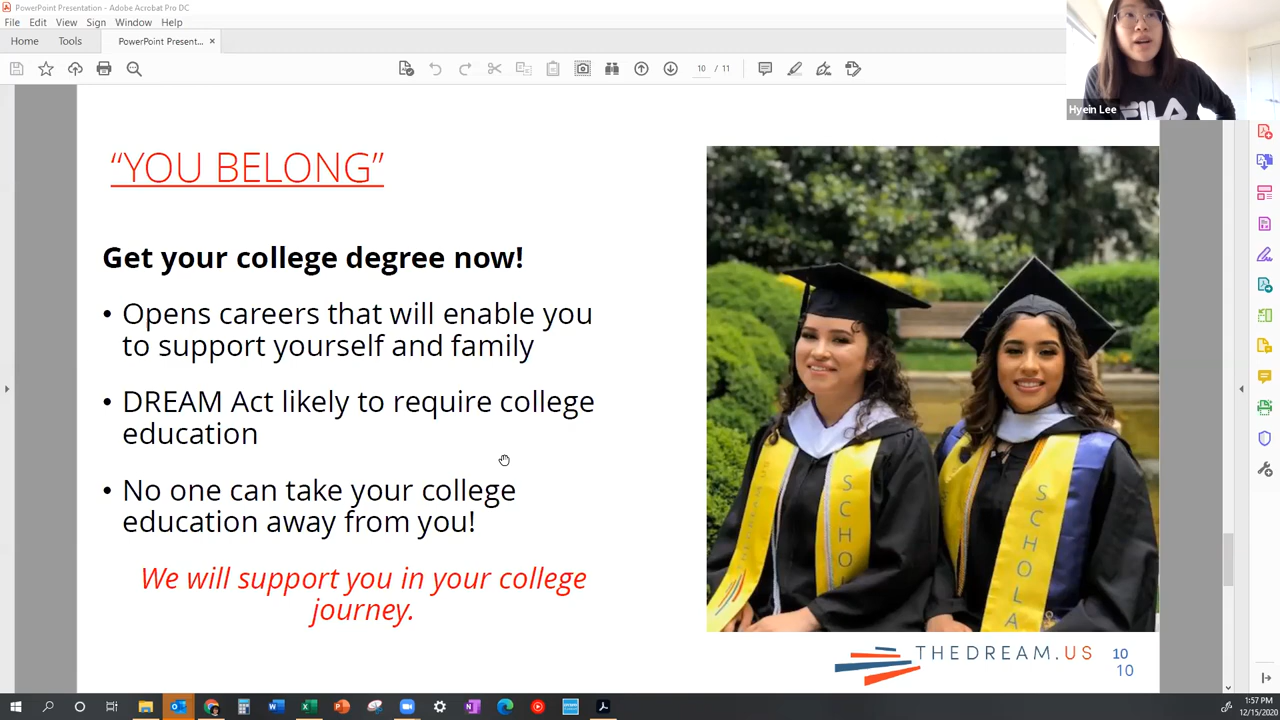 PowerPoint Presentation - Adobe Acrobat Pro DC
File Edit View Sign Window Help
Home Tools PowerPoint Present... ×
10 / 11
Hyein Lee
FILA
“YOU BELONG”
Get your college degree now!
• Opens careers that will enable you
to support yourself and family
• DREAM Act likely to require college
education
• No one can take your college
education away from you!
We will support you in your college
journey.
SCHOL
SCHOLA
THEDREAM.US 10
10
1:57 PM
12/15/2020